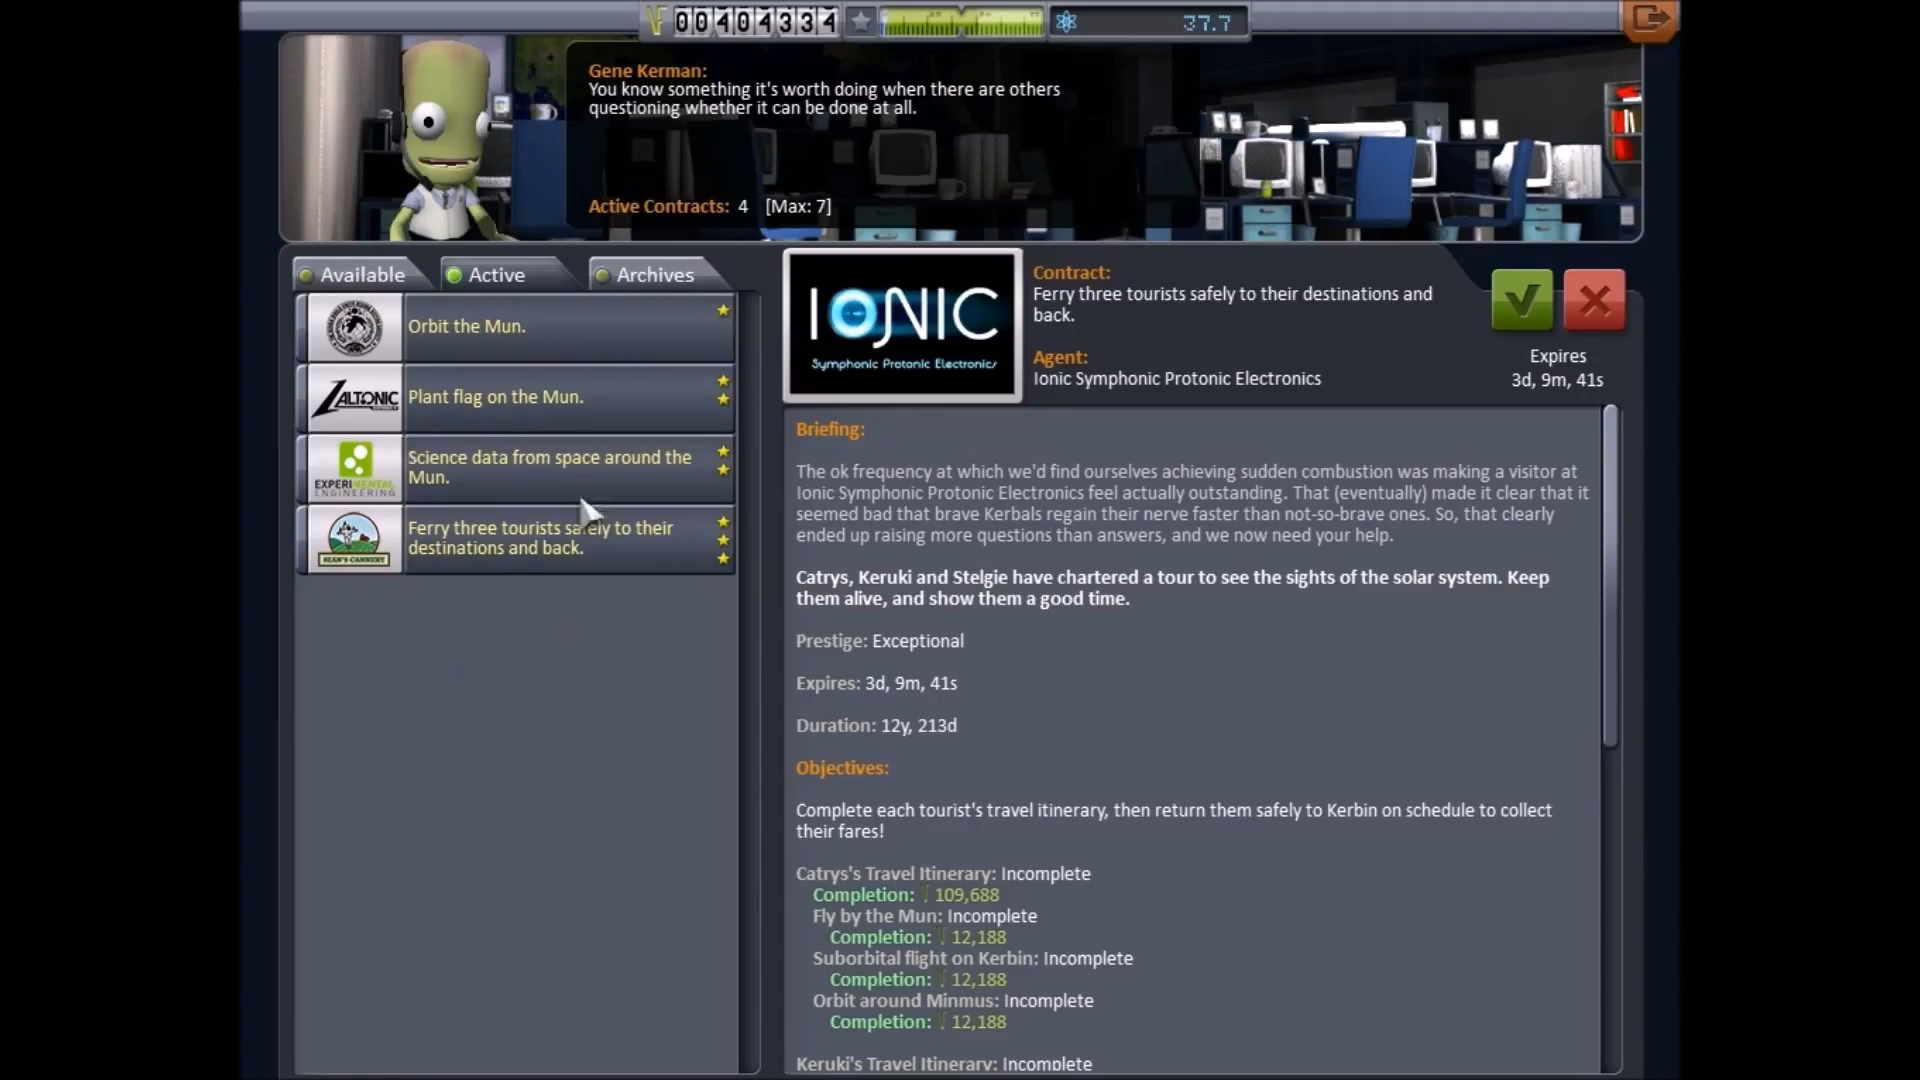 00404334
37.7
Gene Kerman:
You know something it's worth doing when there are others
questioning whether it can be done at all.
Active Contracts: 4 [Max: 7]
Available
Active
Archives
Orbit the Mun.
ZALTONIC
Plant flag on the Mun.
EXPERIMENTAL
ENGINEERING
Science data from space around the
Mun.
SEAN'S CANNERY
Ferry three tourists safely to their
destinations and back.
IONIC
Symphonic Protonic Electronics
Contract:
Ferry three tourists safely to their destinations and
back.
Agent:
Ionic Symphonic Protonic Electronics
Expires
3d, 9m, 41s
Briefing:
The ok frequency at which we'd find ourselves achieving sudden combustion was making a visitor at
Ionic Symphonic Protonic Electronics feel actually outstanding. That (eventually) made it clear that it
seemed bad that brave Kerbals regain their nerve faster than not-so-brave ones. So, that clearly
ended up raising more questions than answers, and we now need your help.
Catrys, Keruki and Stelgie have chartered a tour to see the sights of the solar system. Keep
them alive, and show them a good time.
Prestige: Exceptional
Expires: 3d, 9m, 41s
Duration: 12y, 213d
Objectives:
Complete each tourist's travel itinerary, then return them safely to Kerbin on schedule to collect
their fares!
Catrys's Travel Itinerary: Incomplete
Completion: 109,688
Fly by the Mun: Incomplete
Completion: 12,188
Suborbital flight on Kerbin: Incomplete
Completion: 12,188
Orbit around Minmus: Incomplete
Completion: 12,188
Keruki's Travel Itinerary: Incomplete